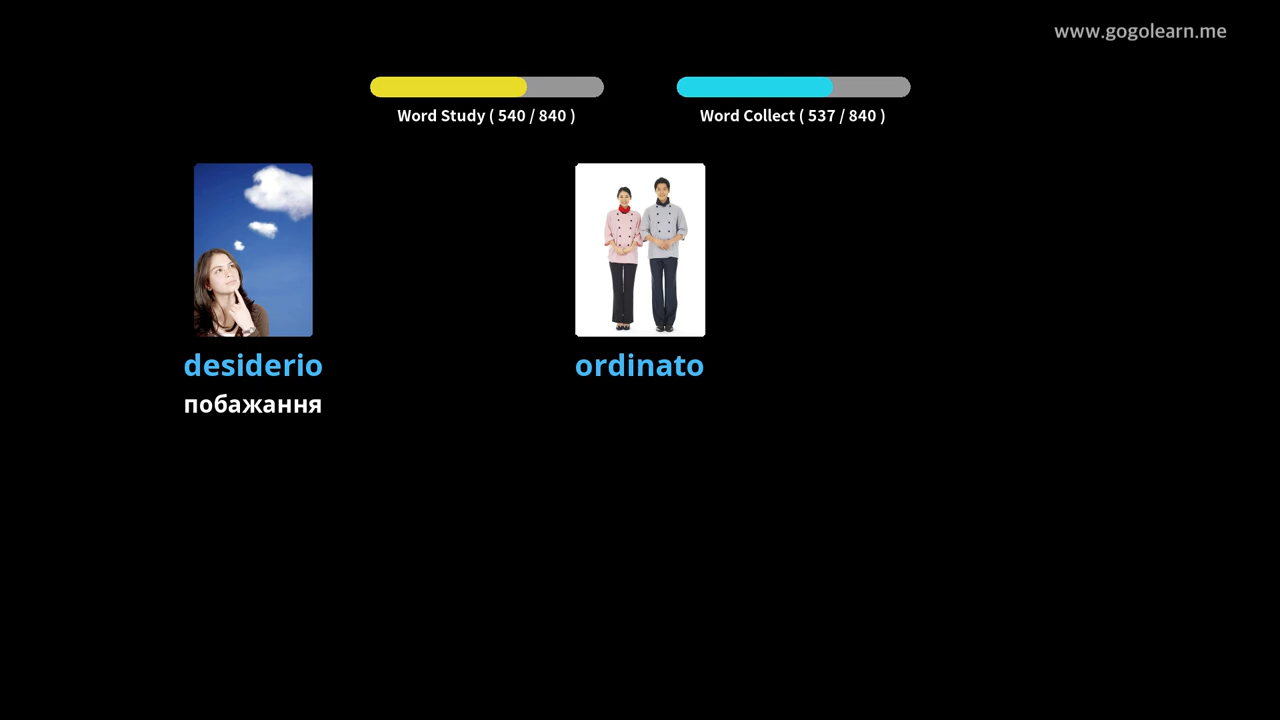 www.gogolearn.me
Word Study ( 540 / 840 )
Word Collect ( 537 / 840 )
desiderio
побажання
ordinato